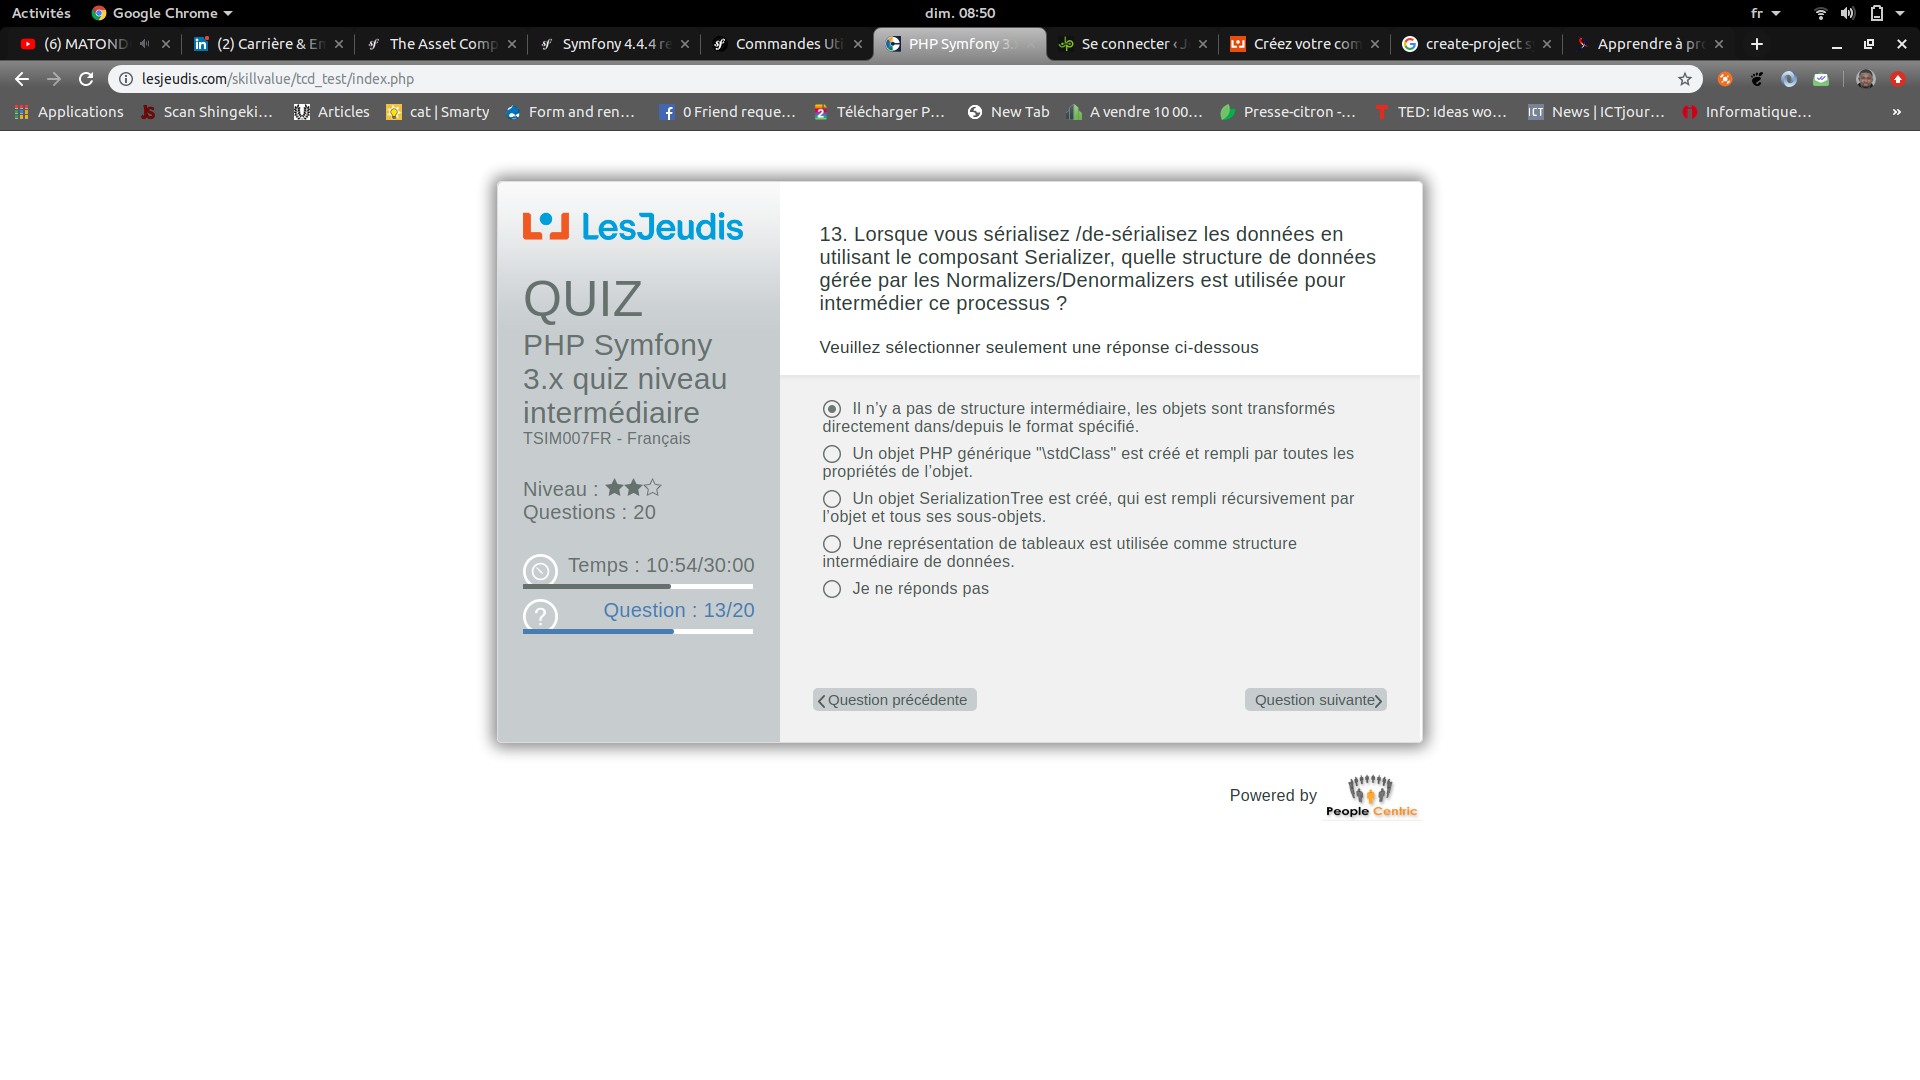 Activités Google Chrome dim. 08:50 fr
(6) MATOND (2) Carrière & En The Asset Comp Symfony 4.4.4 re Commandes Uti PHP Symfony 3. Se connecter ‹ J Créez votre com create-project s Apprendre à pro
lesjeudis.com/skillvalue/tcd_test/index.php
Applications Scan Shingeki... Articles cat | Smarty Form and ren... 0 Friend reque... Télécharger P... New Tab A vendre 10 00... Presse-citron -... TED: Ideas wo... ICT News | ICTjour... Informatique... »
LesJeudis
QUIZ
PHP Symfony
3.x quiz niveau
intermédiaire
TSIM007FR - Français
Niveau :
Questions : 20
Temps : 10:54/30:00
Question : 13/20
13. Lorsque vous sérialisez /de-sérialisez les données en
utilisant le composant Serializer, quelle structure de données
gérée par les Normalizers/Denormalizers est utilisée pour
intermédier ce processus ?
Veuillez sélectionner seulement une réponse ci-dessous
Il n’y a pas de structure intermédiaire, les objets sont transformés
directement dans/depuis le format spécifié.
Un objet PHP générique "\stdClass" est créé et rempli par toutes les
propriétés de l’objet.
Un objet SerializationTree est créé, qui est rempli récursivement par
l’objet et tous ses sous-objets.
Une représentation de tableaux est utilisée comme structure
intermédiaire de données.
Je ne réponds pas
Question précédente Question suivante
Powered by People Centric